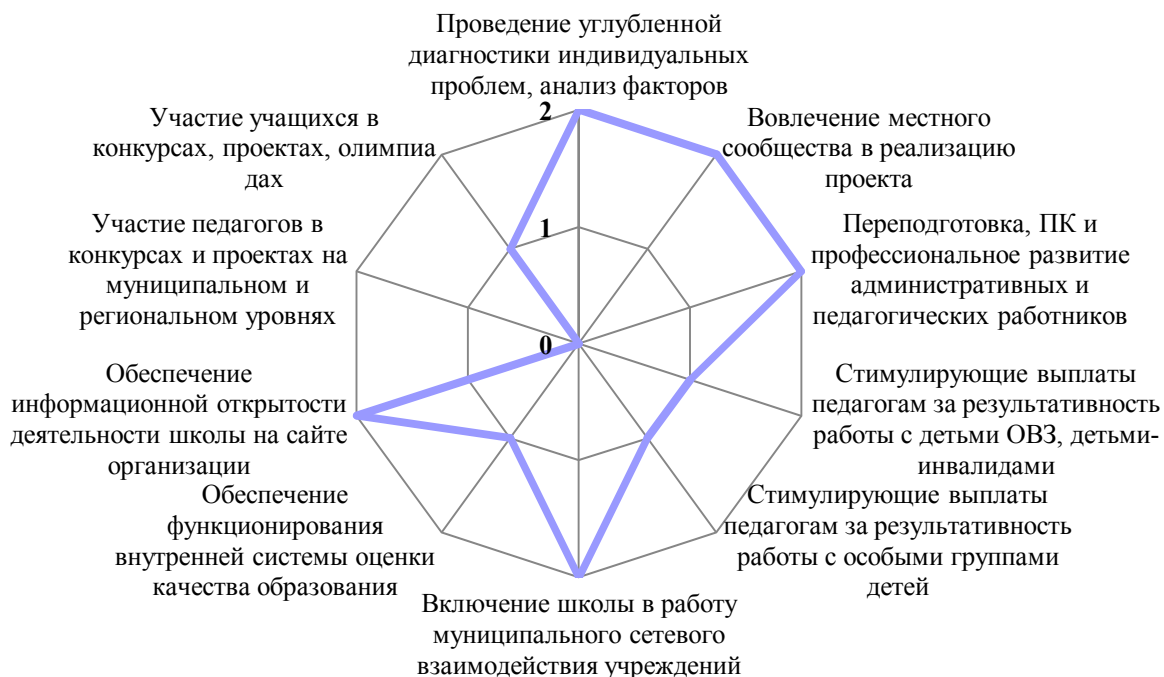 Проведение углубленной
диагностики индивидуальных
проблем, анализ факторов
Вовлечение местного
сообщества в реализацию
проекта
Переподготовка, ПК и
профессиональное развитие
административных и
педагогических работников
Стимулирующие выплаты
педагогам за результативность
работы с детьми ОВЗ, детьми-
инвалидами
Стимулирующие выплаты
педагогам за результативность
работы с особыми группами
детей
Включение школы в работу
муниципального сетевого
взаимодействия учреждений
Обеспечение
функционирования
внутренней системы оценки
качества образования
Обеспечение
информационной открытости
деятельности школы на сайте
организации
Участие педагогов в
конкурсах и проектах на
муниципальном и
региональном уровнях
Участие учащихся в
конкурсах, проектах, олимпиа
дах
2
1
0